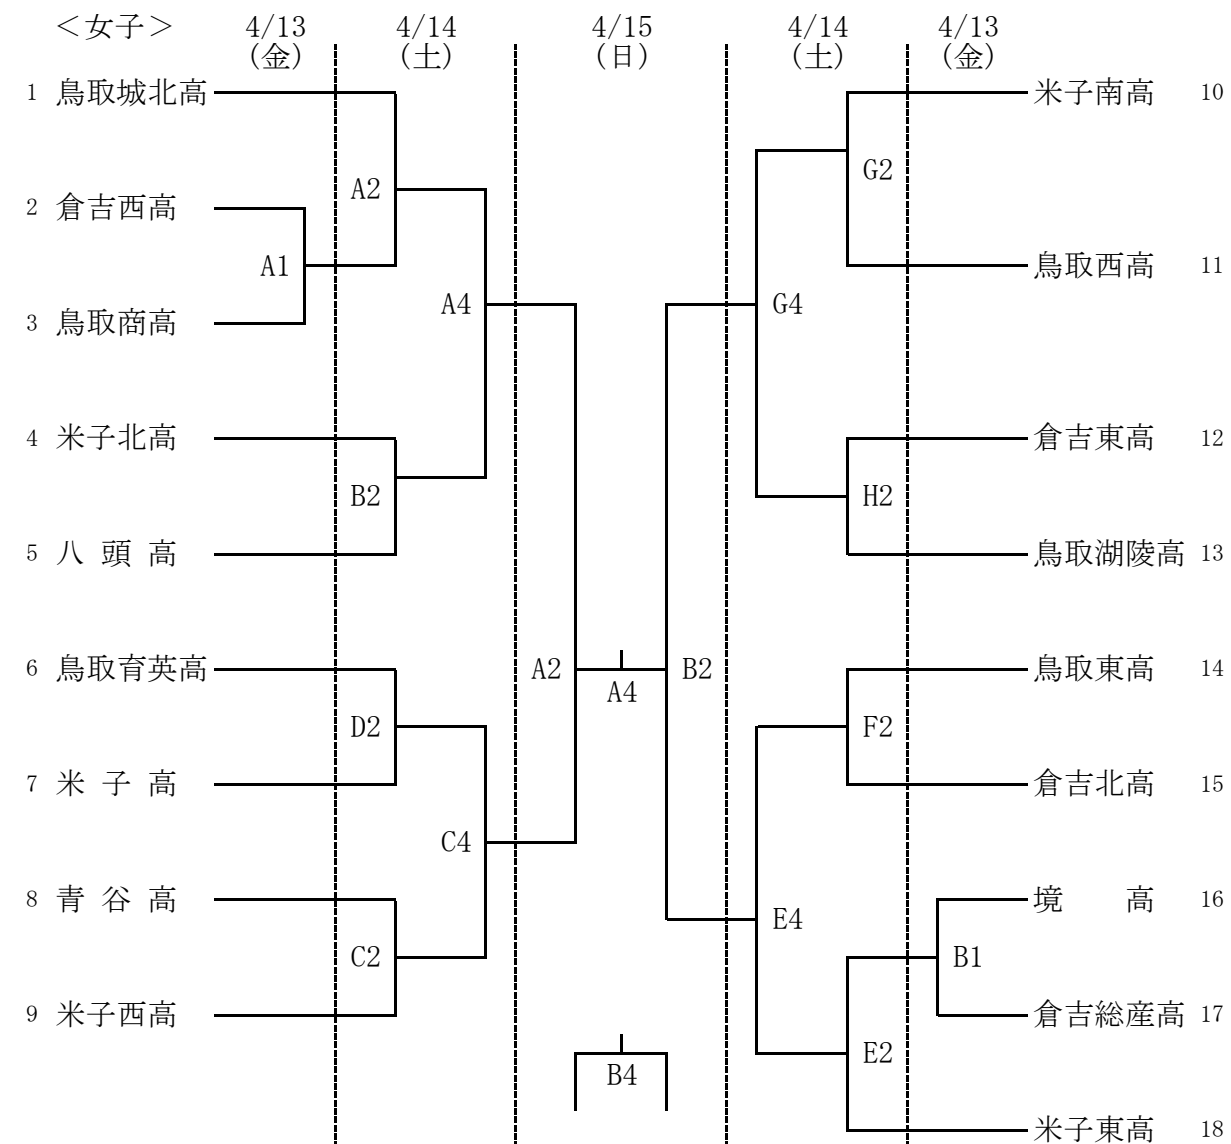 ＜女子＞ 4/13 4/14 4/15 4/14 4/13
(金) (土) (日) (土) (金)
1 鳥取城北高 米子南高 10
G2
A2
2 倉吉西高
A1 鳥取西高 11
A4 G4
3 鳥取商高
4 米子北高 倉吉東高 12
B2 H2
5 八頭高 鳥取湖陵高 13
6 鳥取育英高 A2 B2 鳥取東高 14
A4
D2 F2
7 米子高 倉吉北高 15
C4
8 青谷高 境高 16
E4
C2 B1
9 米子西高 倉吉総産高 17
E2
B4
米子東高 18